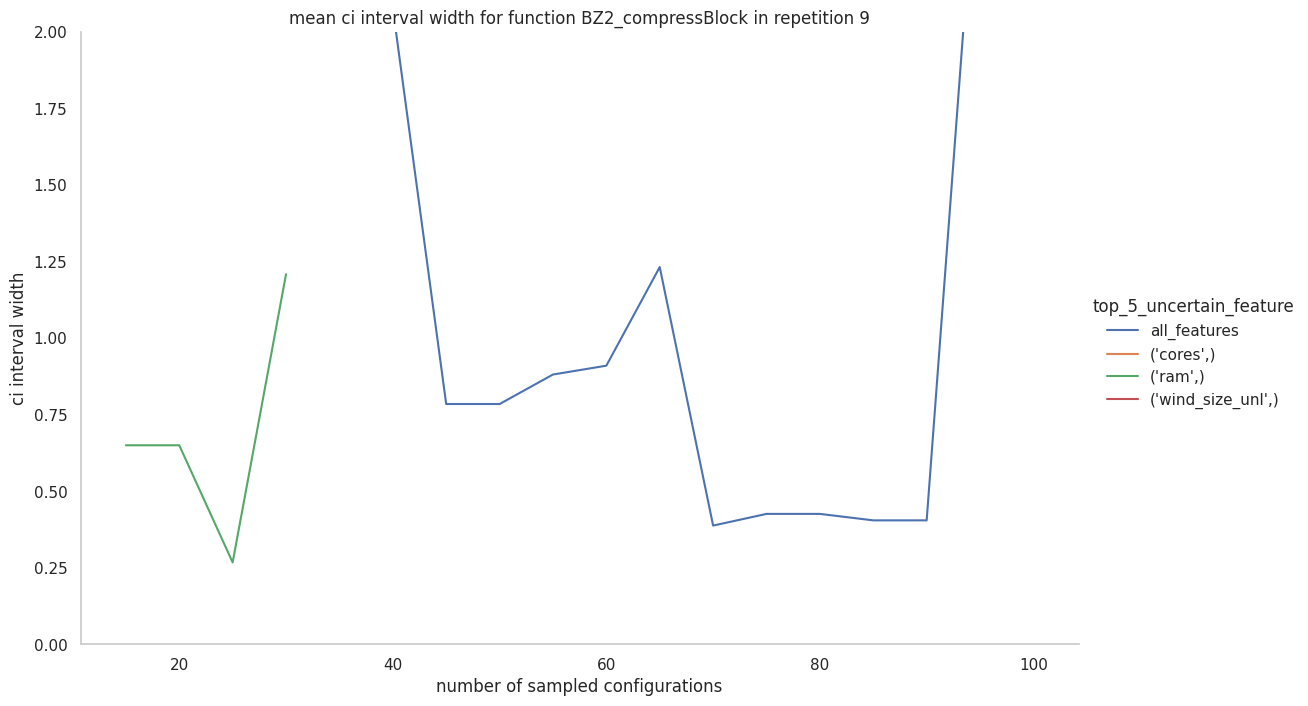 mean ci interval width for function BZ2_compressBlock in repetition 9
2.00
1.75
1.50
1.25
1.00
0.75
0.50
0.25
0.00
ci interval width
20
40
60
80
100
number of sampled configurations
top_5_uncertain_feature
all_features
('cores',)
('ram',)
('wind_size_unl',)